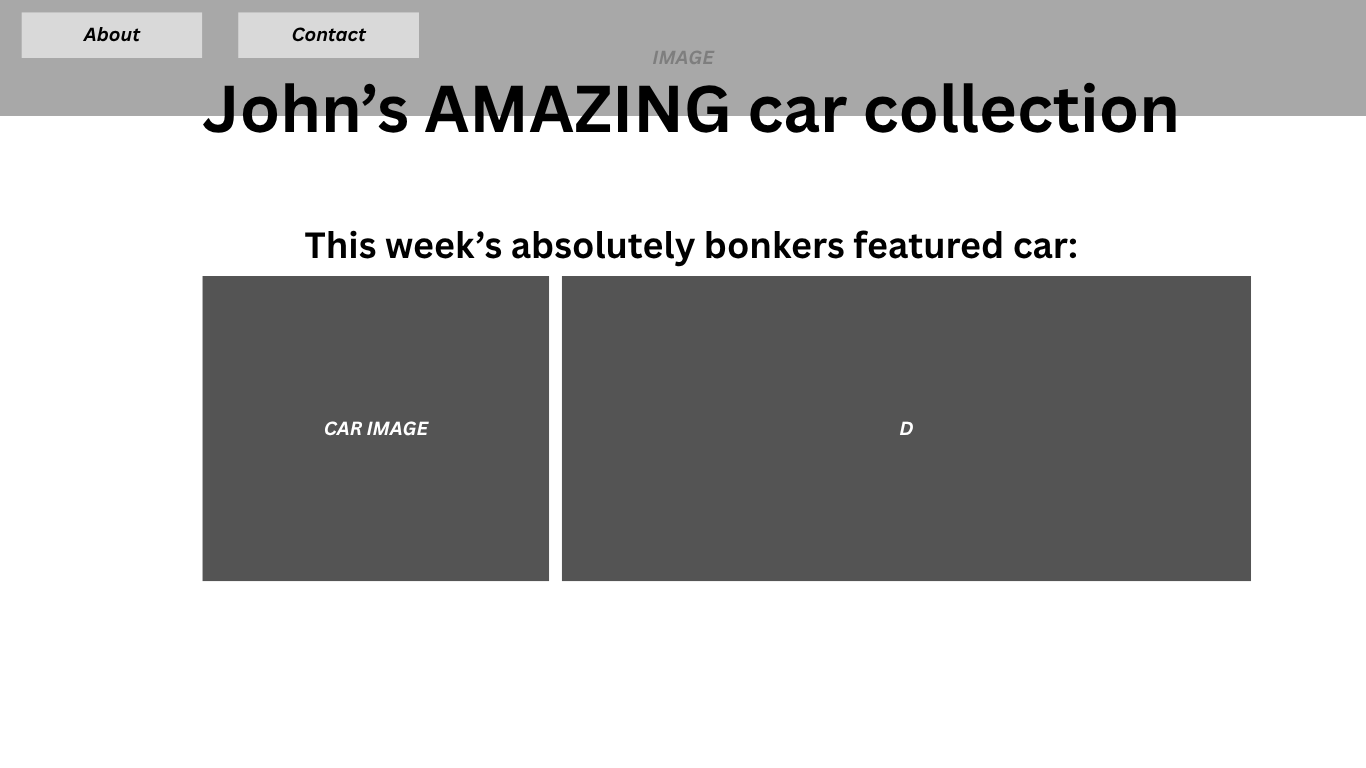 About
Contact
IMAGE
John’s AMAZING car collection
This week’s absolutely bonkers featured car:
CAR IMAGE
D